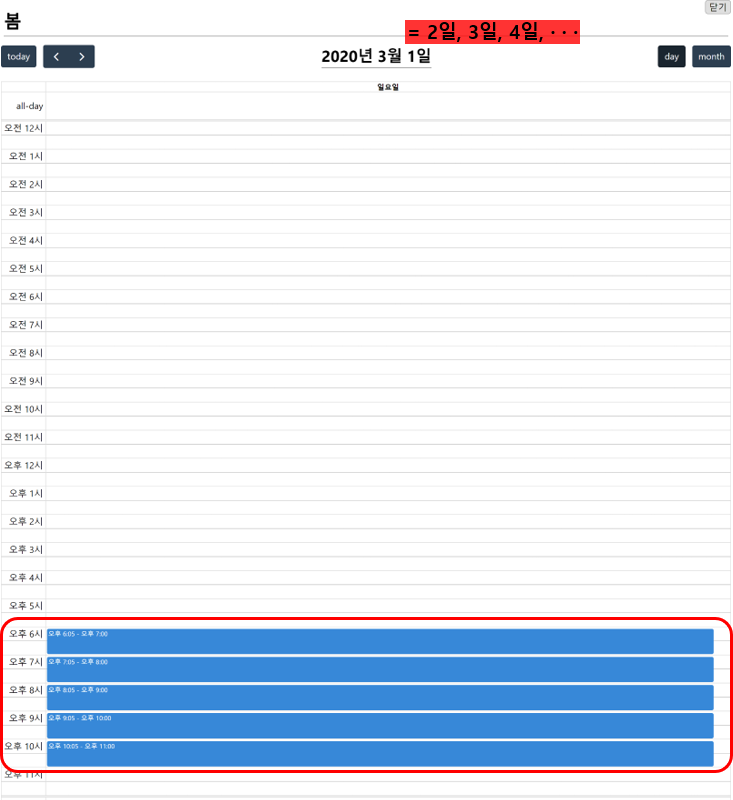 닫기
봄
= 2일, 3일, 4일, · · ·
today < > 2020년 3월 1일 day month
일요일
all-day
오전 12시
오전 1시
오전 2시
오전 3시
오전 4시
오전 5시
오전 6시
오전 7시
오전 8시
오전 9시
오전 10시
오전 11시
오후 12시
오후 1시
오후 2시
오후 3시
오후 4시
오후 5시
오후 6시 오후 6:05 - 오후 7:00
오후 7시 오후 7:05 - 오후 8:00
오후 8시 오후 8:05 - 오후 9:00
오후 9시 오후 9:05 - 오후 10:00
오후 10시 오후 10:05 - 오후 11:00
오후 11시